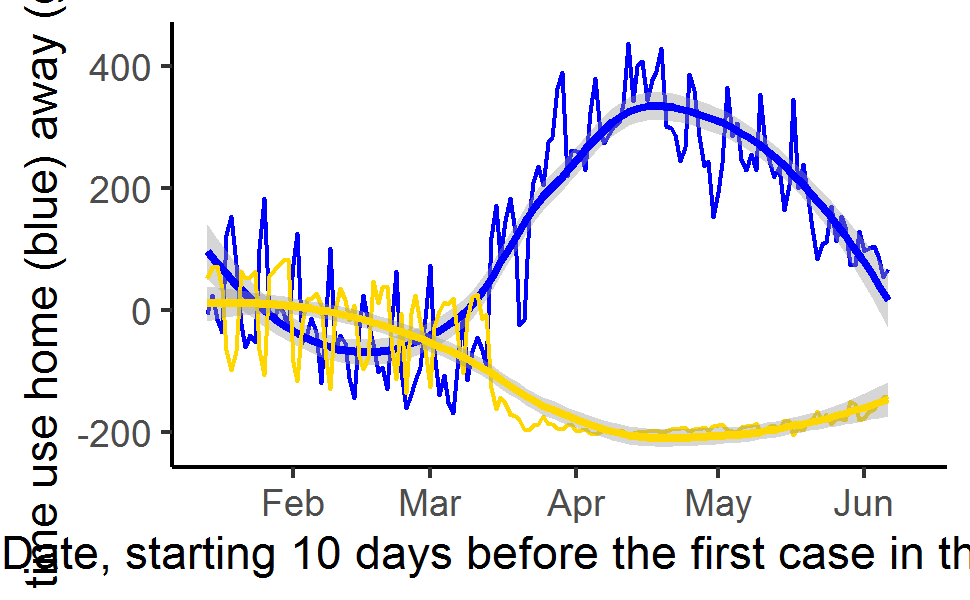 time use home (blue) away (
400
200
0
-200
Feb Mar Apr May Jun
Date, starting 10 days before the first case in th